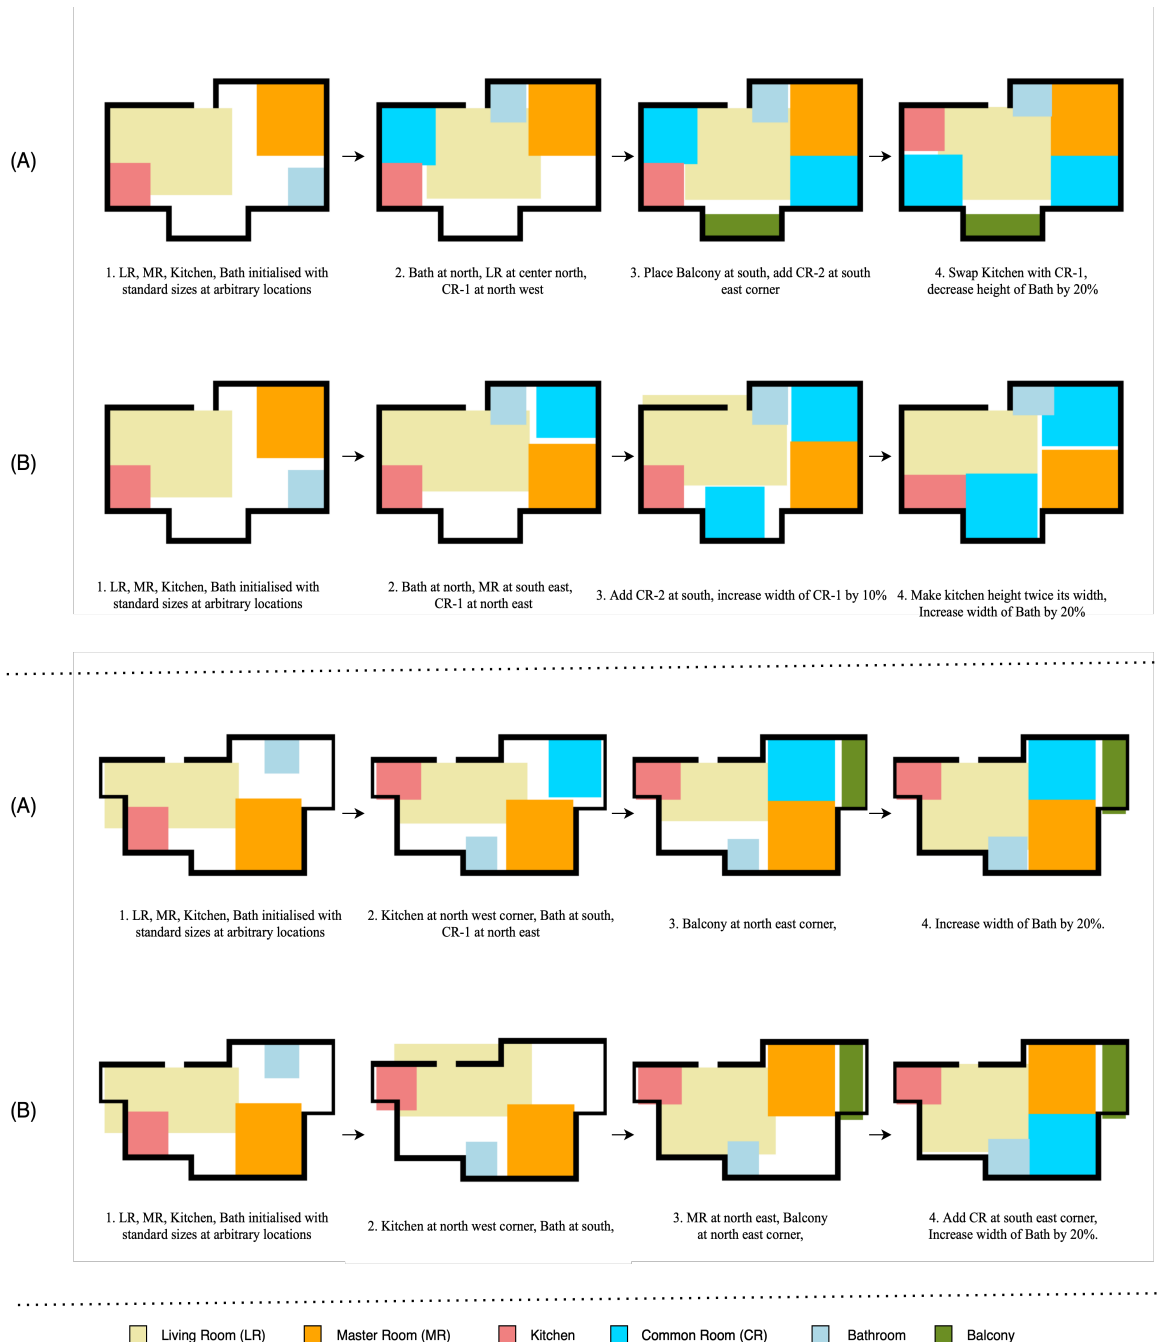 (A)
1. LR, MR, Kitchen, Bath initialised with
standard sizes at arbitrary locations
2. Bath at north, LR at center north,
CR-1 at north west
3. Place Balcony at south, add CR-2 at south
east corner
4. Swap Kitchen with CR-1,
decrease height of Bath by 20%
(B)
1. LR, MR, Kitchen, Bath initialised with
standard sizes at arbitrary locations
2. Bath at north, MR at south east,
CR-1 at north east
3. Add CR-2 at south, increase width of CR-1 by 10%
4. Make kitchen height twice its width,
Increase width of Bath by 20%
(A)
1. LR, MR, Kitchen, Bath initialised with
standard sizes at arbitrary locations
2. Kitchen at north west corner, Bath at south,
CR-1 at north east
3. Balcony at north east corner,
4. Increase width of Bath by 20%.
(B)
1. LR, MR, Kitchen, Bath initialised with
standard sizes at arbitrary locations
2. Kitchen at north west corner, Bath at south,
3. MR at north east, Balcony
at north east corner,
4. Add CR at south east corner,
Increase width of Bath by 20%.
Living Room (LR)
Master Room (MR)
Kitchen
Common Room (CR)
Bathroom
Balcony